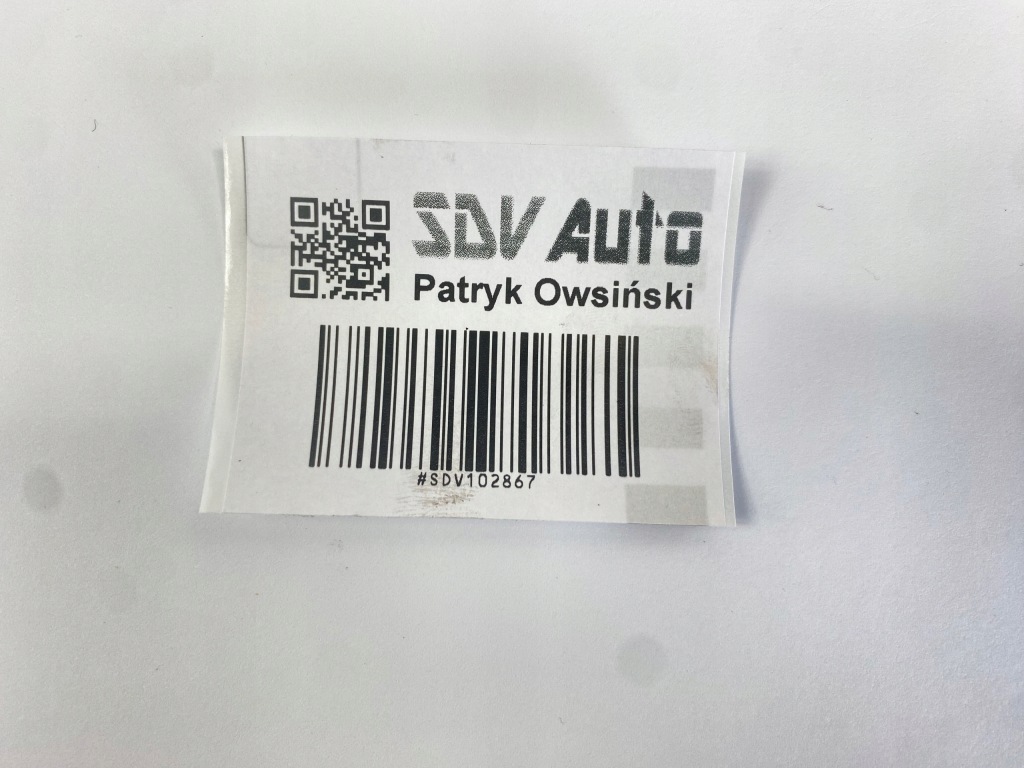 SDV Auto
Patryk Owsiński
#SDV102867